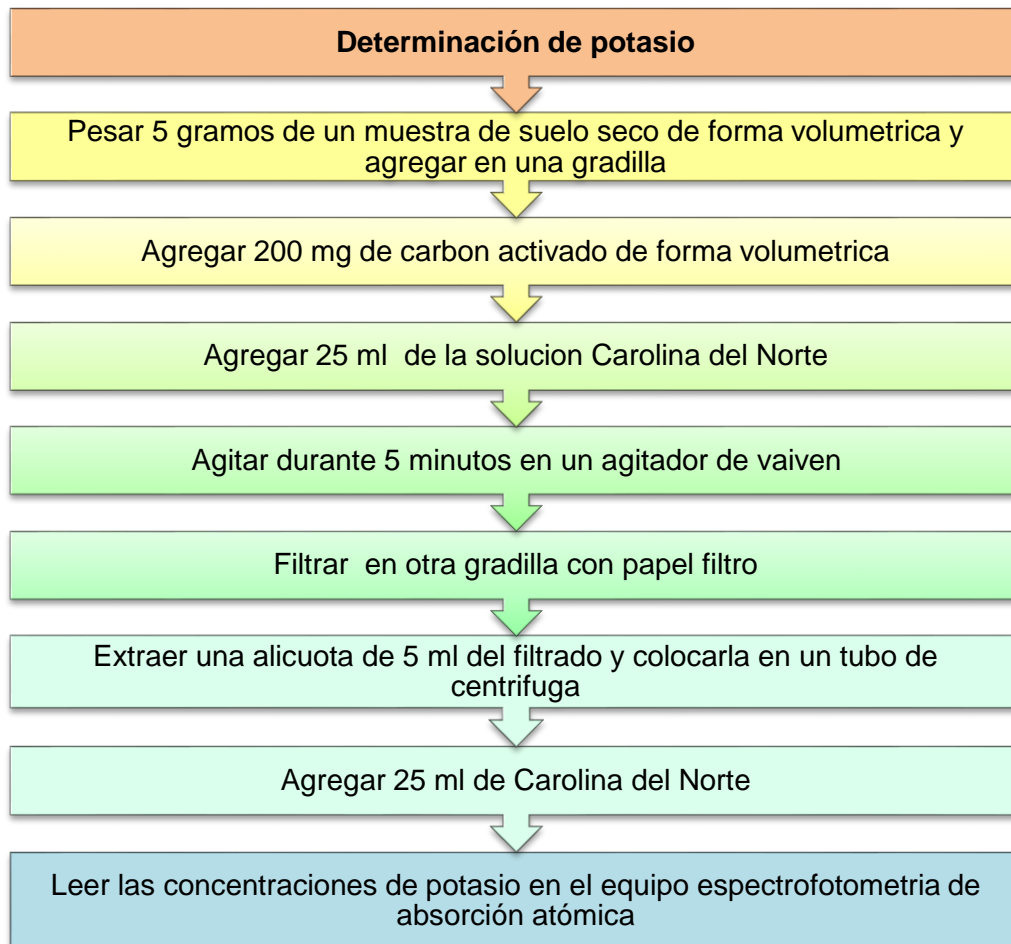 Determinación de potasio
Pesar 5 gramos de un muestra de suelo seco de forma volumetrica y
agregar en una gradilla
Agregar 200 mg de carbon activado de forma volumetrica
Agregar 25 ml de la solucion Carolina del Norte
Agitar durante 5 minutos en un agitador de vaiven
Filtrar en otra gradilla con papel filtro
Extraer una alicuota de 5 ml del filtrado y colocarla en un tubo de
centrifuga
Agregar 25 ml de Carolina del Norte
Leer las concentraciones de potasio en el equipo espectrofotometria de
absorción atómica